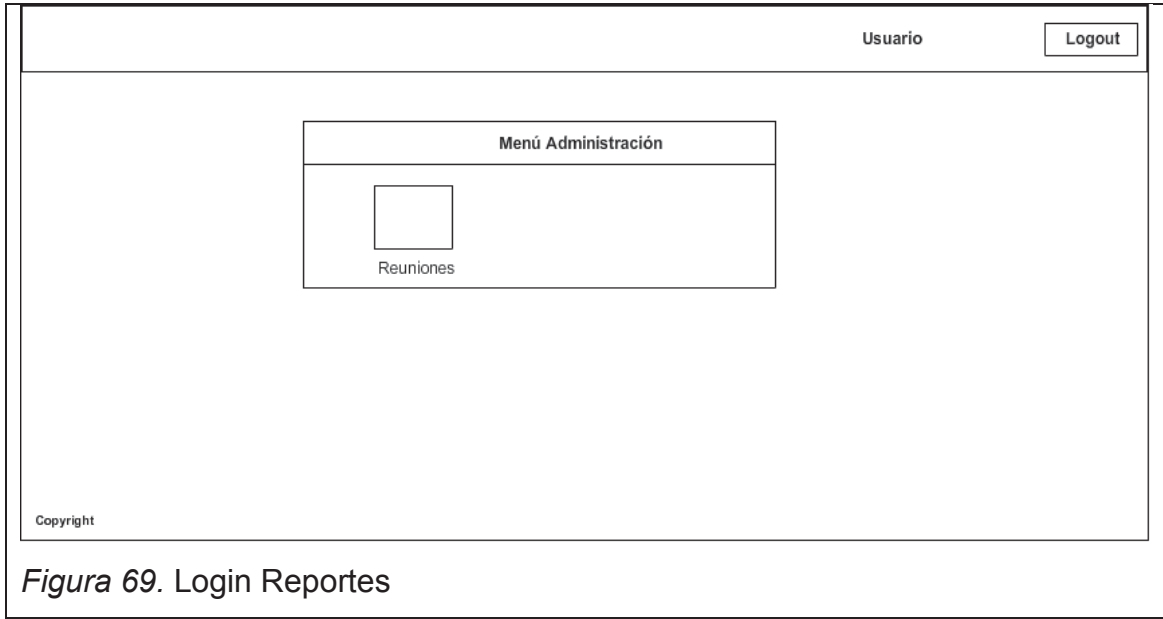 Usuario Logout
Menú Administración
Reuniones
Copyright
Figura 69. Login Reportes